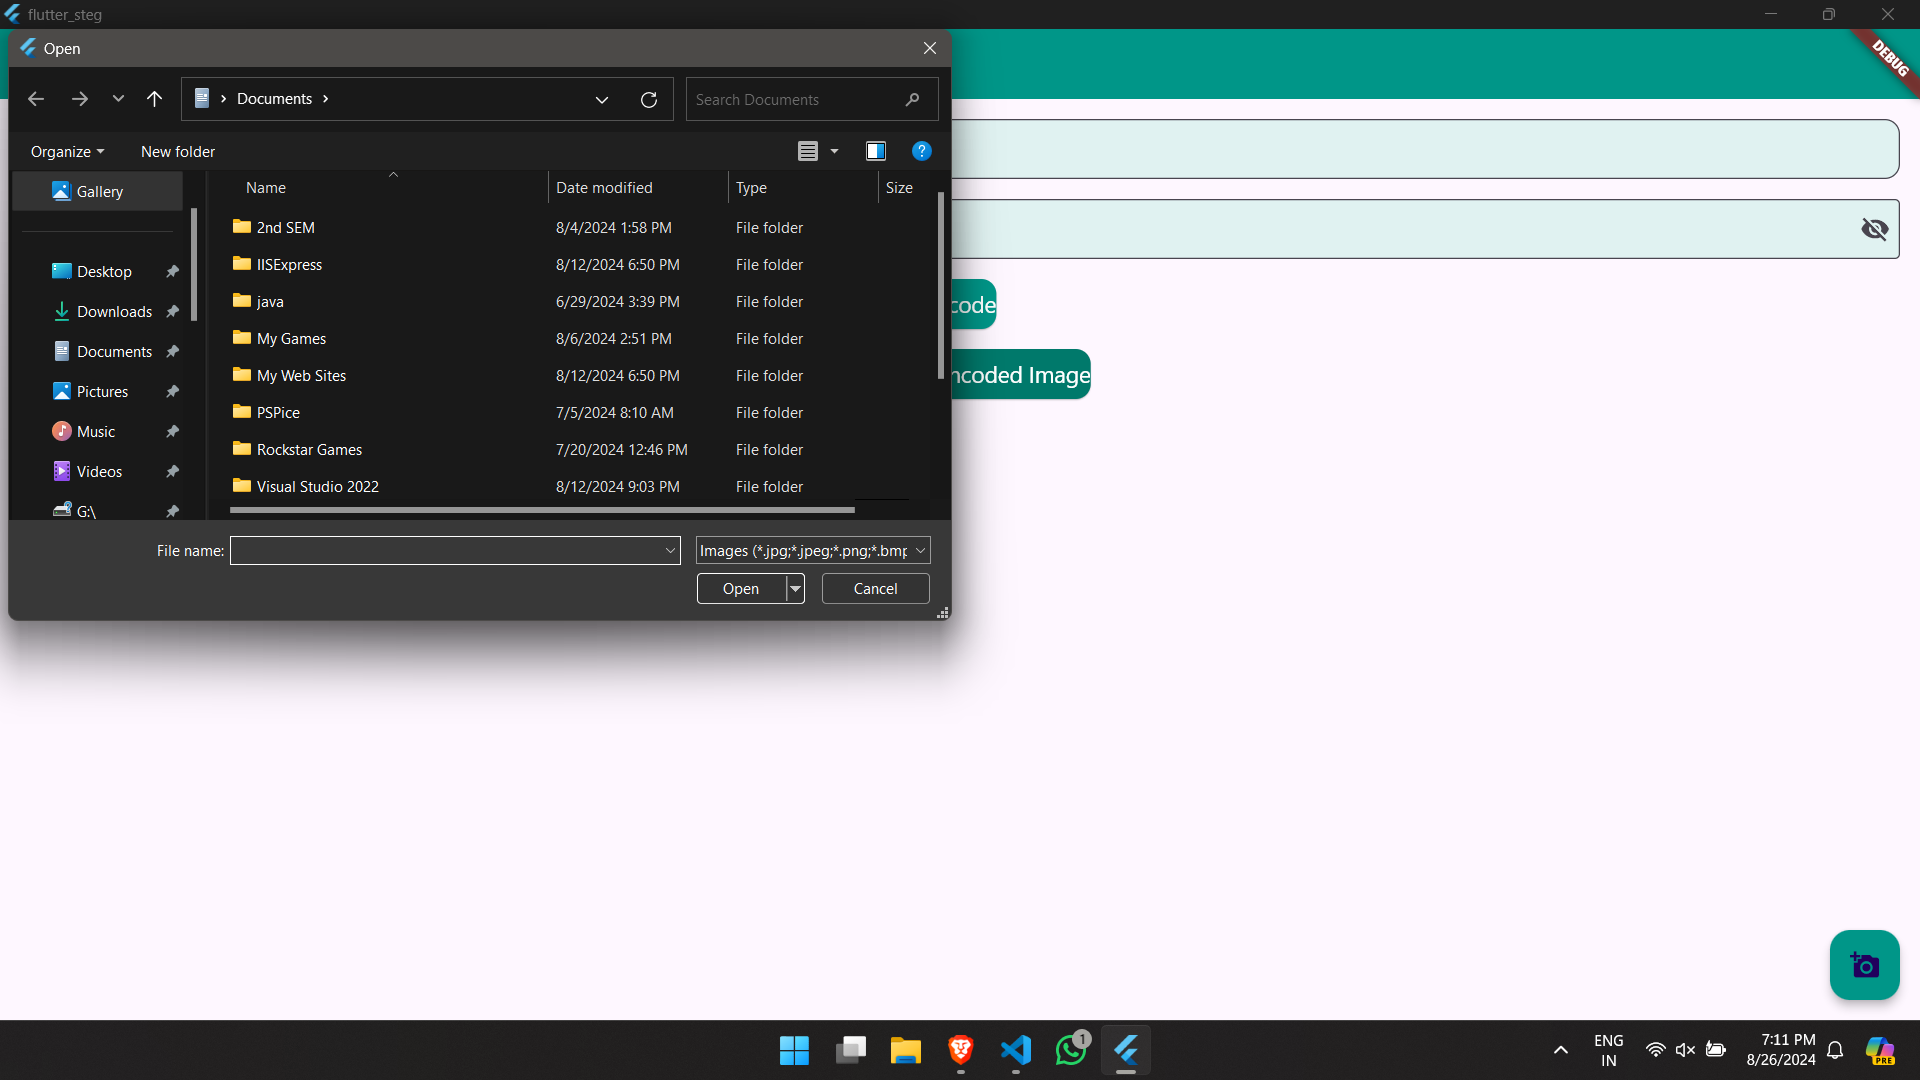 flutter_steg
DEBUG
Open
Documents
Search Documents
Organize
New folder
?
Gallery
Name
Date modified
Type
Size
2nd SEM
8/4/2024 1:58 PM
File folder
IISExpress
8/12/2024 6:50 PM
File folder
java
6/29/2024 3:39 PM
File folder
My Games
8/6/2024 2:51 PM
File folder
My Web Sites
8/12/2024 6:50 PM
File folder
PSPice
7/5/2024 8:10 AM
File folder
Rockstar Games
7/20/2024 12:46 PM
File folder
Visual Studio 2022
8/12/2024 9:03 PM
File folder
Desktop
Downloads
Documents
Pictures
Music
Videos
G:\
File name:
Images (*.jpg;*.jpeg;*.png;*.bmp
Open
Cancel
code
ncoded Image
1
ENG
IN
7:11 PM
8/26/2024
PRE